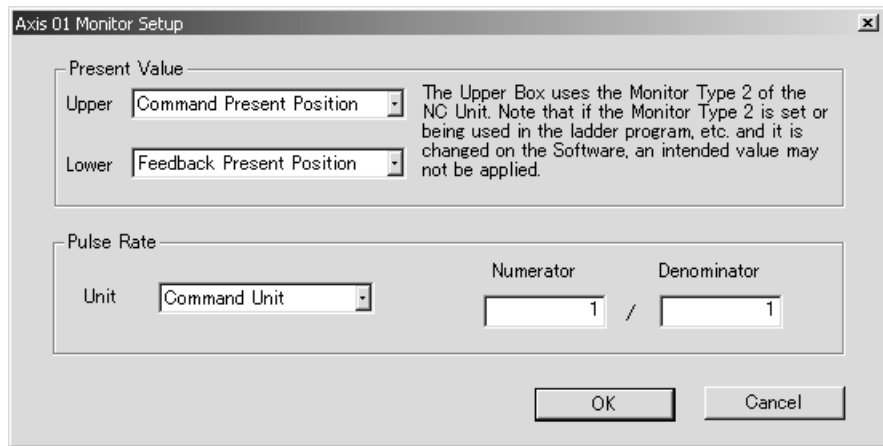 Axis 01 Monitor Setup
Present Value
Upper
Command Present Position
The Upper Box uses the Monitor Type 2 of the
NC Unit. Note that if the Monitor Type 2 is set or
being used in the ladder program, etc. and it is
changed on the Software, an intended value may
not be applied.
Lower
Feedback Present Position
Pulse Rate
Numerator
Denominator
Unit
Command Unit
1 / 1
OK
Cancel